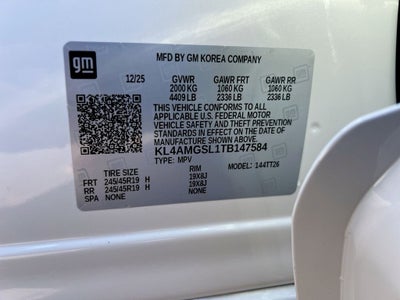 gm
MFD BY GM KOREA COMPANY
12/25 GVWR GAWR FRT GAWR RR
2000 KG 1060 KG 1060 KG
4409 LB 2336 LB 2336 LB
THIS VEHICLE CONFORMS TO ALL
APPLICABLE U.S. FEDERAL MOTOR
VEHICLE SAFETY, BUMPER, AND
THEFT PREVENTION STANDARDS IN
EFFECT ON THE DATE OF
MANUFACTURE SHOWN ABOVE.
KL4AMGSL1TB147584
TYPE: MPV 144TT26
TIRE SIZE RIM
FRT 245/45R19 H 19X8J
RR 245/45R19 H 19X8J
SPA NONE NONE